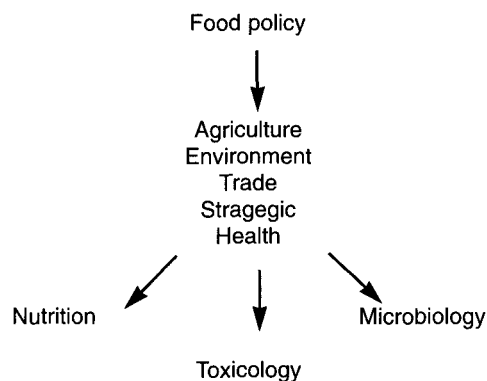 Food policy
Agriculture
Environment
Trade
Stragegic
Health
Nutrition
Microbiology
Toxicology